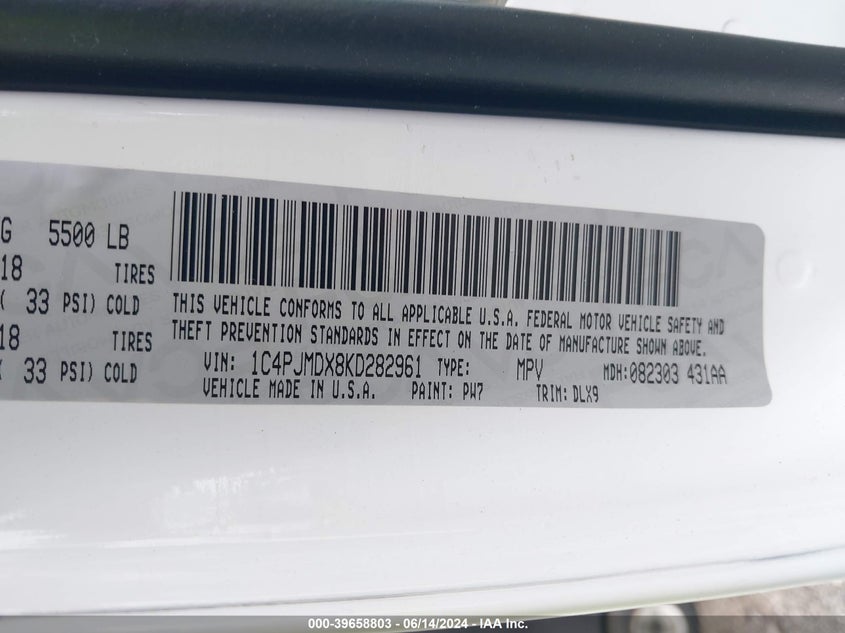 G 5500 LB
18 TIRES
( 33 PSI) COLD
18 TIRES
( 33 PSI) COLD
THIS VEHICLE CONFORMS TO ALL APPLICABLE U.S.A. FEDERAL MOTOR VEHICLE SAFETY AND
THEFT PREVENTION STANDARDS IN EFFECT ON THE DATE OF MANUFACTURE SHOWN ABOVE.
VIN: 1C4PJMDX8KD282961 TYPE: MPV MDH:082303 431AA
VEHICLE MADE IN U.S.A. PAINT: PW7 TRIM: DLX9
000-39658803 - 06/14/2024 - IAA Inc.